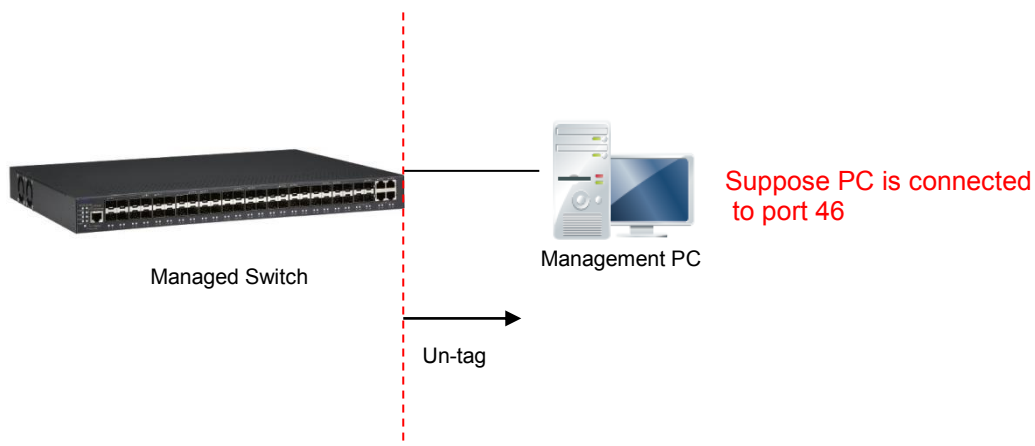 Suppose PC is connected
to port 46
Management PC
Managed Switch
Un-tag